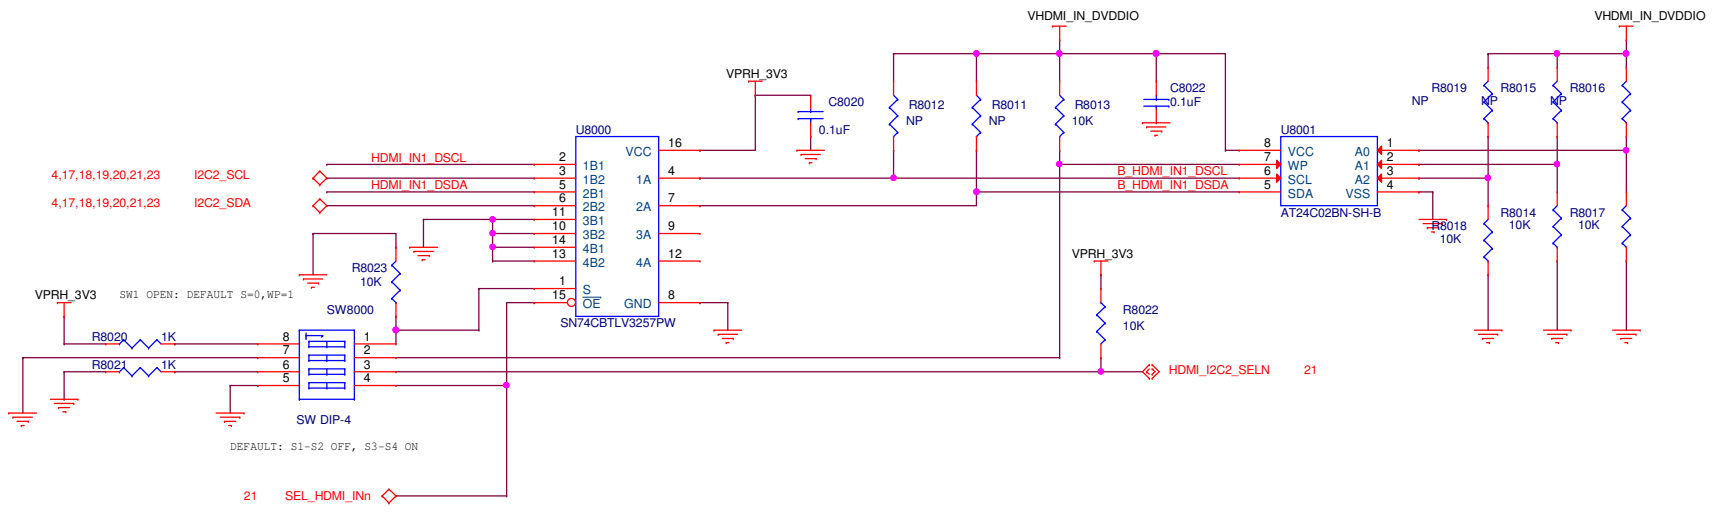 VHDMI_IN_DVDDIO
VHDMI_IN_DVDDIO
VPRH_3V3
C8020
0.1uF
R8012
NP
R8011
NP
R8013
10K
C8022
0.1uF
R8019
NP
R8015
NP
R8016
NP
U8000
VCC 16
2 1B1
3 1B2
5 2B1
6 2B2
11 3B1
10 3B2
14 4B1
13 4B2
1 S
15 OE
1A 4
2A 7
3A 9
4A 12
GND 8
SN74CBTLV3257PW
HDMI_IN1_DSCL
4,17,18,19,20,21,23 I2C2_SCL
HDMI_IN1_DSDA
4,17,18,19,20,21,23 I2C2_SDA
B_HDMI_IN1_DSCL
B_HDMI_IN1_DSDA
U8001
8 VCC A0 1
7 WP A1 2
6 SCL A2 3
5 SDA VSS 4
AT24C02BN-SH-B
R8018
10K
R8014
10K
R8017
10K
VPRH_3V3
R8022
10K
R8023
10K
VPRH_3V3
SW1 OPEN: DEFAULT S=0,WP=1
SW8000
R8020 1K
R8021 1K
8 1
7 2
6 3
5 4
SW DIP-4
HDMI_I2C2_SELN 21
DEFAULT: S1-S2 OFF, S3-S4 ON
21 SEL_HDMI_INn